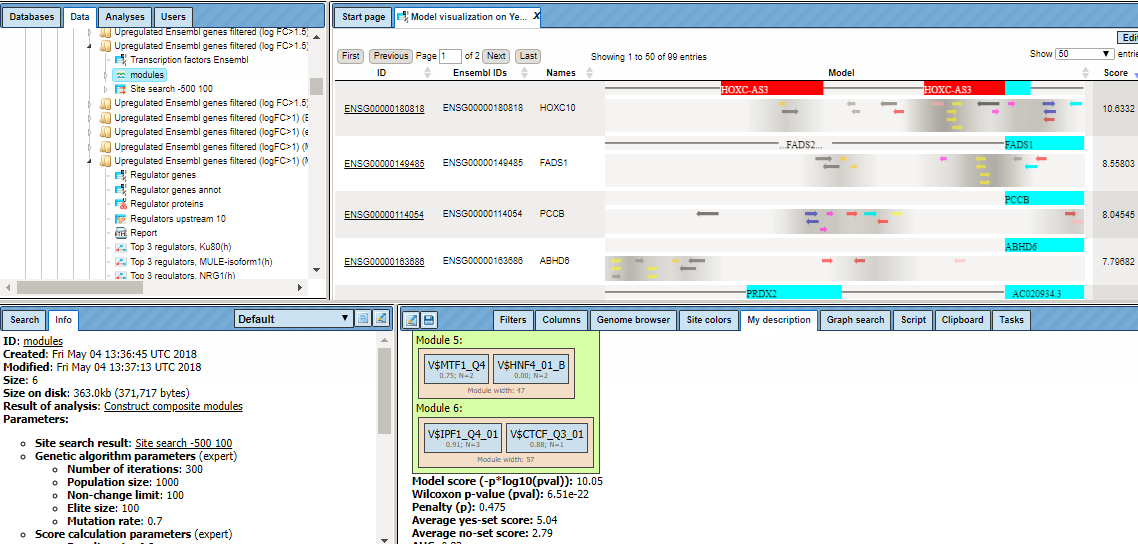 Databases Data Analyses Users
Upregulated Ensembl genes filtered (log FC>1.5)
Upregulated Ensembl genes filtered (log FC>1.5)
Transcription factors Ensembl
modules
Site search -500 100
Upregulated Ensembl genes filtered (log FC>1.5)
Upregulated Ensembl genes filtered (logFC>1) (E
Upregulated Ensembl genes filtered (logFC>1) (E
Upregulated Ensembl genes filtered (logFC>1) (M
Upregulated Ensembl genes filtered (logFC>1) (M
Regulator genes
Regulator genes annot
Regulator proteins
Regulators upstream 10
Report
Top 3 regulators, Ku80(h)
Top 3 regulators, MULE-isoform1(h)
Top 3 regulators, NRG1(h)
Start page Model visualization on Ye... X
Edit
First Previous Page 1 of 2 Next Last Showing 1 to 50 of 99 entries Show 50 entrie
ID Ensembl IDs Names Model Score
HOXC-AS3 HOXC-AS3
ENSG00000180818 ENSG00000180818 HOXC10 10.6332
...FADS2... FADS1
ENSG00000149485 ENSG00000149485 FADS1 8.55803
PCCB
ENSG00000114054 ENSG00000114054 PCCB 8.04545
ABHD6
ENSG00000163686 ENSG00000163686 ABHD6 7.79682
PRDX2 AC020934.3
Search Info Default
ID: modules
Created: Fri May 04 13:36:45 UTC 2018
Modified: Fri May 04 13:37:13 UTC 2018
Size: 6
Size on disk: 363.0kb (371,717 bytes)
Result of analysis: Construct composite modules
Parameters:
Site search result: Site search -500 100
Genetic algorithm parameters (expert)
Number of iterations: 300
Population size: 1000
Non-change limit: 100
Elite size: 100
Mutation rate: 0.7
Score calculation parameters (expert)
Filters Columns Genome browser Site colors My description Graph search Script Clipboard Tasks
Module 5:
V$MTF1_Q4 V$HNF4_01_B
0.75; N=2 0.00; N=2
Module width: 47
Module 6:
V$IPF1_Q4_01 V$CTCF_Q3_01
0.91; N=3 0.88; N=1
Module width: 57
Model score (-p*log10(pval)): 10.05
Wilcoxon p-value (pval): 6.51e-22
Penalty (p): 0.475
Average yes-set score: 5.04
Average no-set score: 2.79